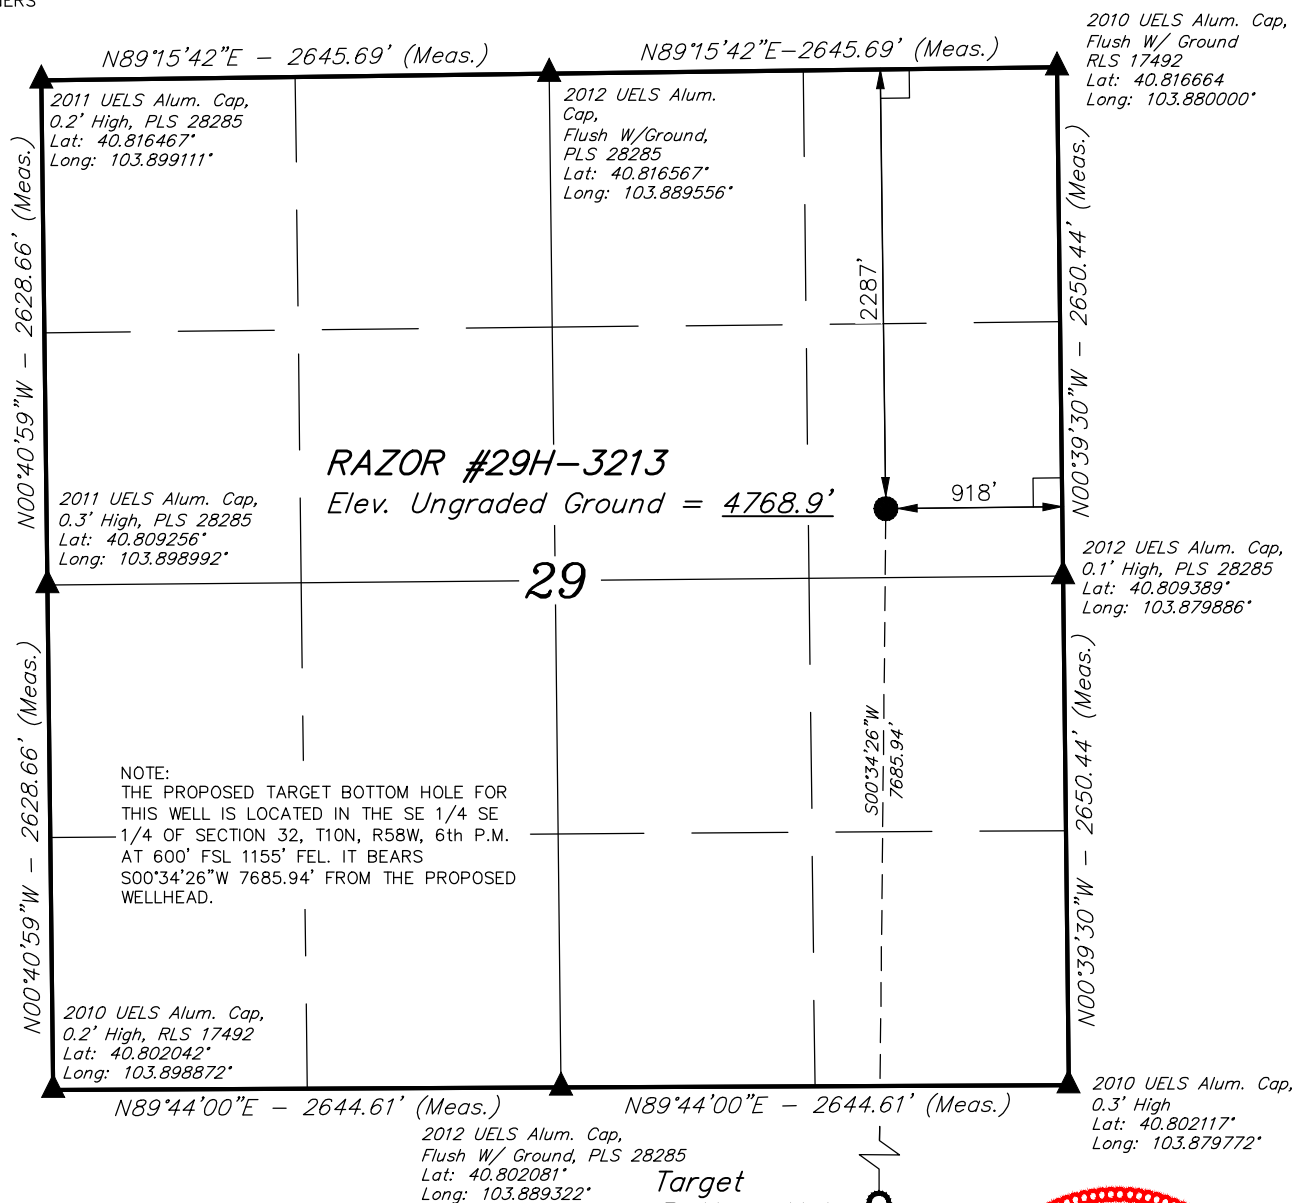 N89°15'42"E - 2645.69' (Meas.)
N89°15'42"E-2645.69' (Meas.)
2010 UELS Alum. Cap,
Flush W/ Ground
RLS 17492
Lat: 40.816664
Long: 103.880000°
2011 UELS Alum. Cap,
0.2' High, PLS 28285
Lat: 40.816467°
Long: 103.899111°
2012 UELS Alum.
Cap,
Flush W/Ground,
PLS 28285
Lat: 40.816567°
Long: 103.889556°
N00°40'59"W - 2628.66' (Meas.)
2287'
N00°39'30"W - 2650.44' (Meas.)
RAZOR #29H-3213
Elev. Ungraded Ground = 4768.9'
918'
2011 UELS Alum. Cap,
0.3' High, PLS 28285
Lat: 40.809256°
Long: 103.898992°
29
2012 UELS Alum. Cap,
0.1' High, PLS 28285
Lat: 40.809389°
Long: 103.879886°
N00°40'59"W - 2628.66' (Meas.)
S00°34'26"W
7685.94'
N00°39'30"W - 2650.44' (Meas.)
NOTE:
THE PROPOSED TARGET BOTTOM HOLE FOR
THIS WELL IS LOCATED IN THE SE 1/4 SE
1/4 OF SECTION 32, T10N, R58W, 6th P.M.
AT 600' FSL 1155' FEL. IT BEARS
S00°34'26"W 7685.94' FROM THE PROPOSED
WELLHEAD.
2010 UELS Alum. Cap,
0.2' High, RLS 17492
Lat: 40.802042°
Long: 103.898872°
N89°44'00"E - 2644.61' (Meas.)
N89°44'00"E - 2644.61' (Meas.)
2010 UELS Alum. Cap,
0.3' High
Lat: 40.802117°
Long: 103.879772°
2012 UELS Alum. Cap,
Flush W/ Ground, PLS 28285
Lat: 40.802081°
Long: 103.889322°
Target